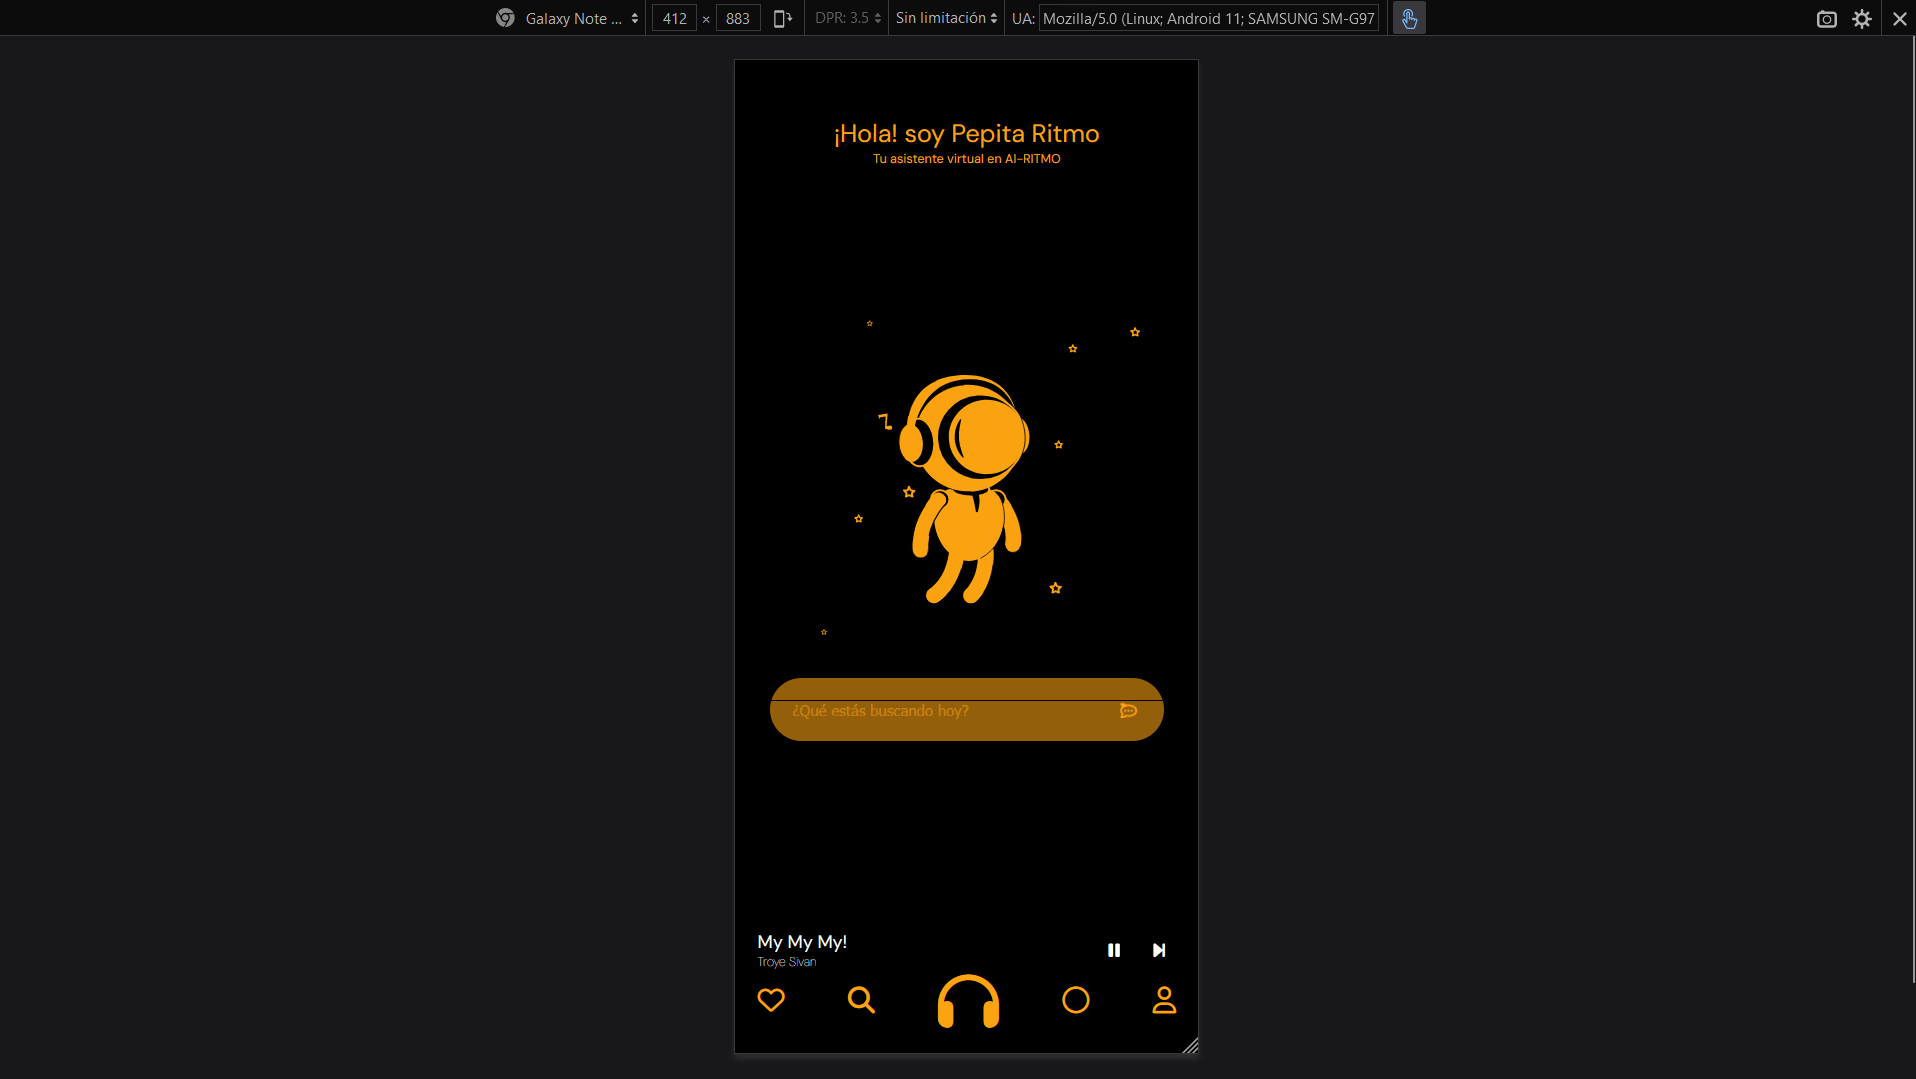 Galaxy Note ... 412 × 883 DPR: 3.5 Sin limitación UA: Mozilla/5.0 (Linux; Android 11; SAMSUNG SM-G97
¡Hola! soy Pepita Ritmo
Tu asistente virtual en AI-RITMO
¿Qué estás buscando hoy?
My My My!
Troye Sivan